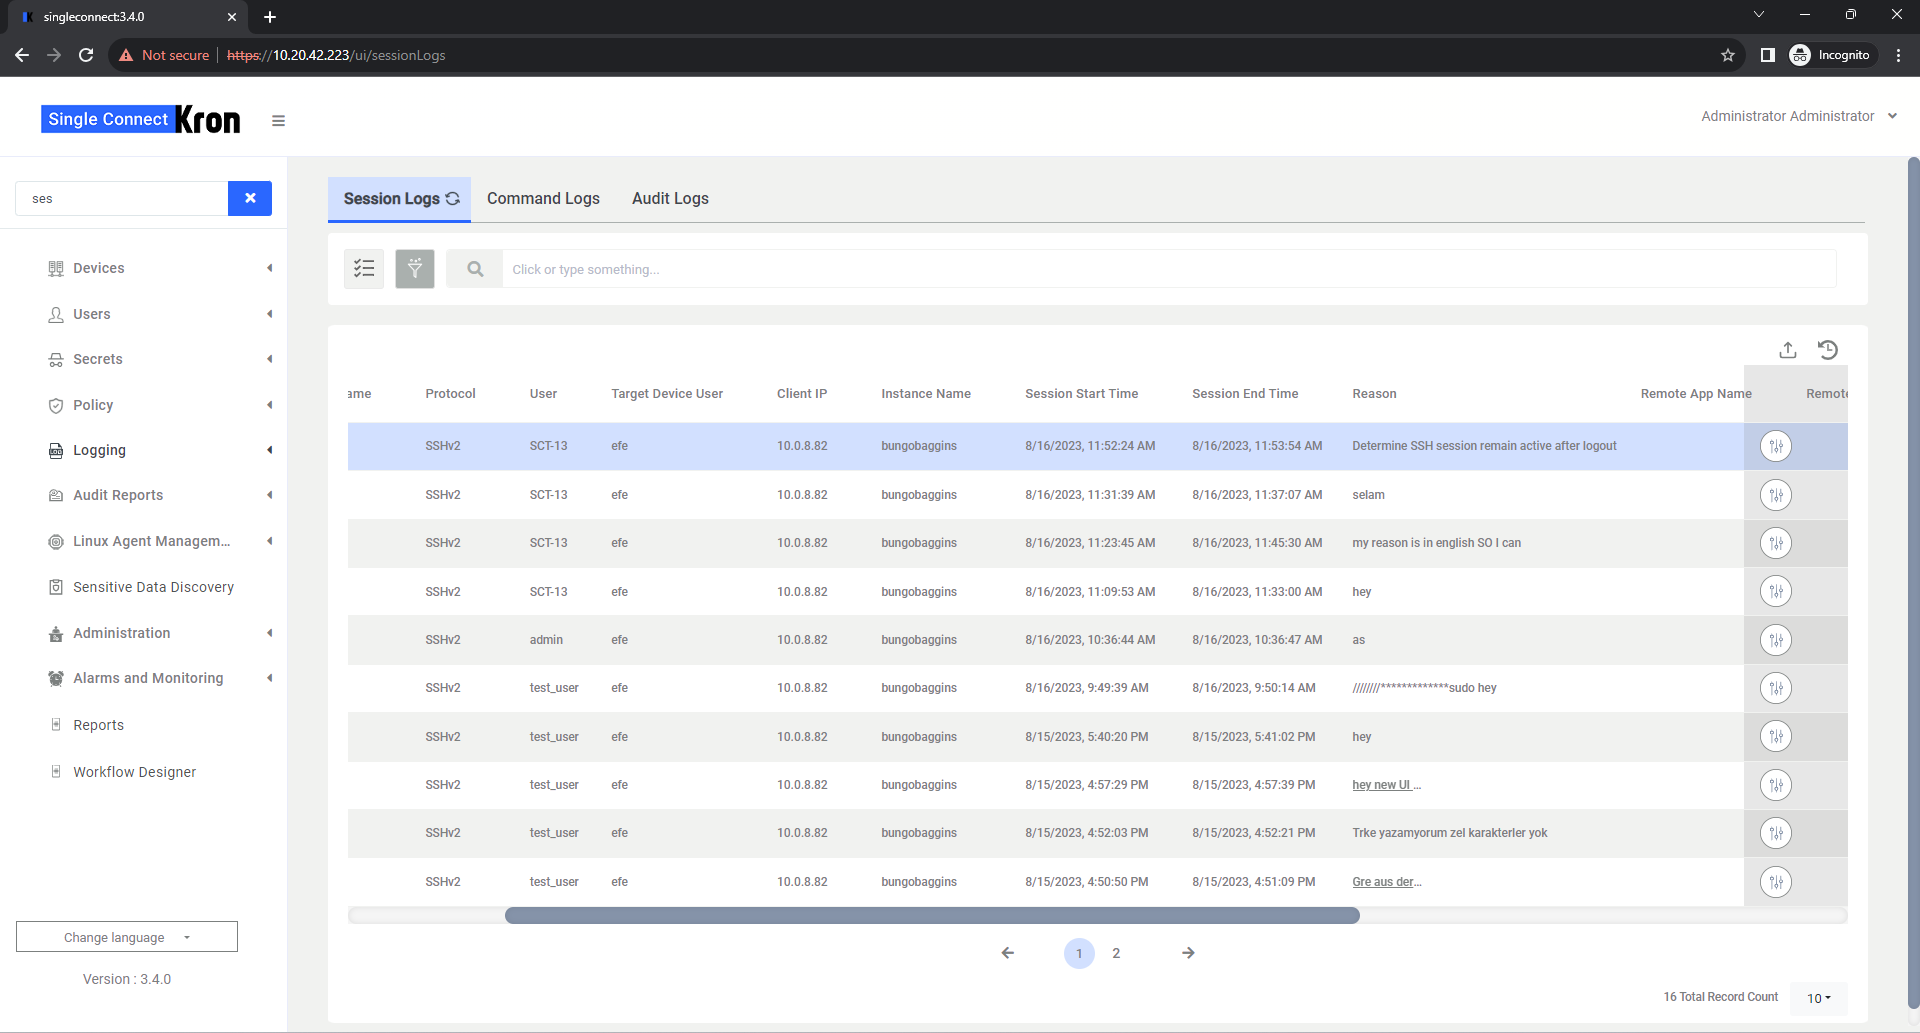 singleconnect:3.4.0
Not secure https://10.20.42.223/ui/sessionLogs Incognito
Single Connect Kron
Administrator Administrator
ses
Devices
Users
Secrets
Policy
Logging
Audit Reports
Linux Agent Managem...
Sensitive Data Discovery
Administration
Alarms and Monitoring
Reports
Workflow Designer
Change language
Version : 3.4.0
Session Logs Command Logs Audit Logs
Click or type something...
ame Protocol User Target Device User Client IP Instance Name Session Start Time Session End Time Reason Remote App Name Remote
SSHv2 SCT-13 efe 10.0.8.82 bungobaggins 8/16/2023, 11:52:24 AM 8/16/2023, 11:53:54 AM Determine SSH session remain active after logout
SSHv2 SCT-13 efe 10.0.8.82 bungobaggins 8/16/2023, 11:31:39 AM 8/16/2023, 11:37:07 AM selam
SSHv2 SCT-13 efe 10.0.8.82 bungobaggins 8/16/2023, 11:23:45 AM 8/16/2023, 11:45:30 AM my reason is in english SO I can
SSHv2 SCT-13 efe 10.0.8.82 bungobaggins 8/16/2023, 11:09:53 AM 8/16/2023, 11:33:00 AM hey
SSHv2 admin efe 10.0.8.82 bungobaggins 8/16/2023, 10:36:44 AM 8/16/2023, 10:36:47 AM as
SSHv2 test_user efe 10.0.8.82 bungobaggins 8/16/2023, 9:49:39 AM 8/16/2023, 9:50:14 AM ////////*************sudo hey
SSHv2 test_user efe 10.0.8.82 bungobaggins 8/15/2023, 5:40:20 PM 8/15/2023, 5:41:02 PM hey
SSHv2 test_user efe 10.0.8.82 bungobaggins 8/15/2023, 4:57:29 PM 8/15/2023, 4:57:39 PM hey new UI ...
SSHv2 test_user efe 10.0.8.82 bungobaggins 8/15/2023, 4:52:03 PM 8/15/2023, 4:52:21 PM Trke yazamyorum zel karakterler yok
SSHv2 test_user efe 10.0.8.82 bungobaggins 8/15/2023, 4:50:50 PM 8/15/2023, 4:51:09 PM Gre aus der...
1 2
16 Total Record Count 10